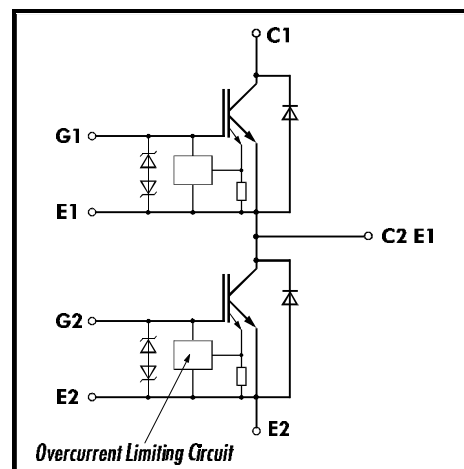 C1
G1
E1
C2 E1
G2
E2
E2
Overcurrent Limiting Circuit